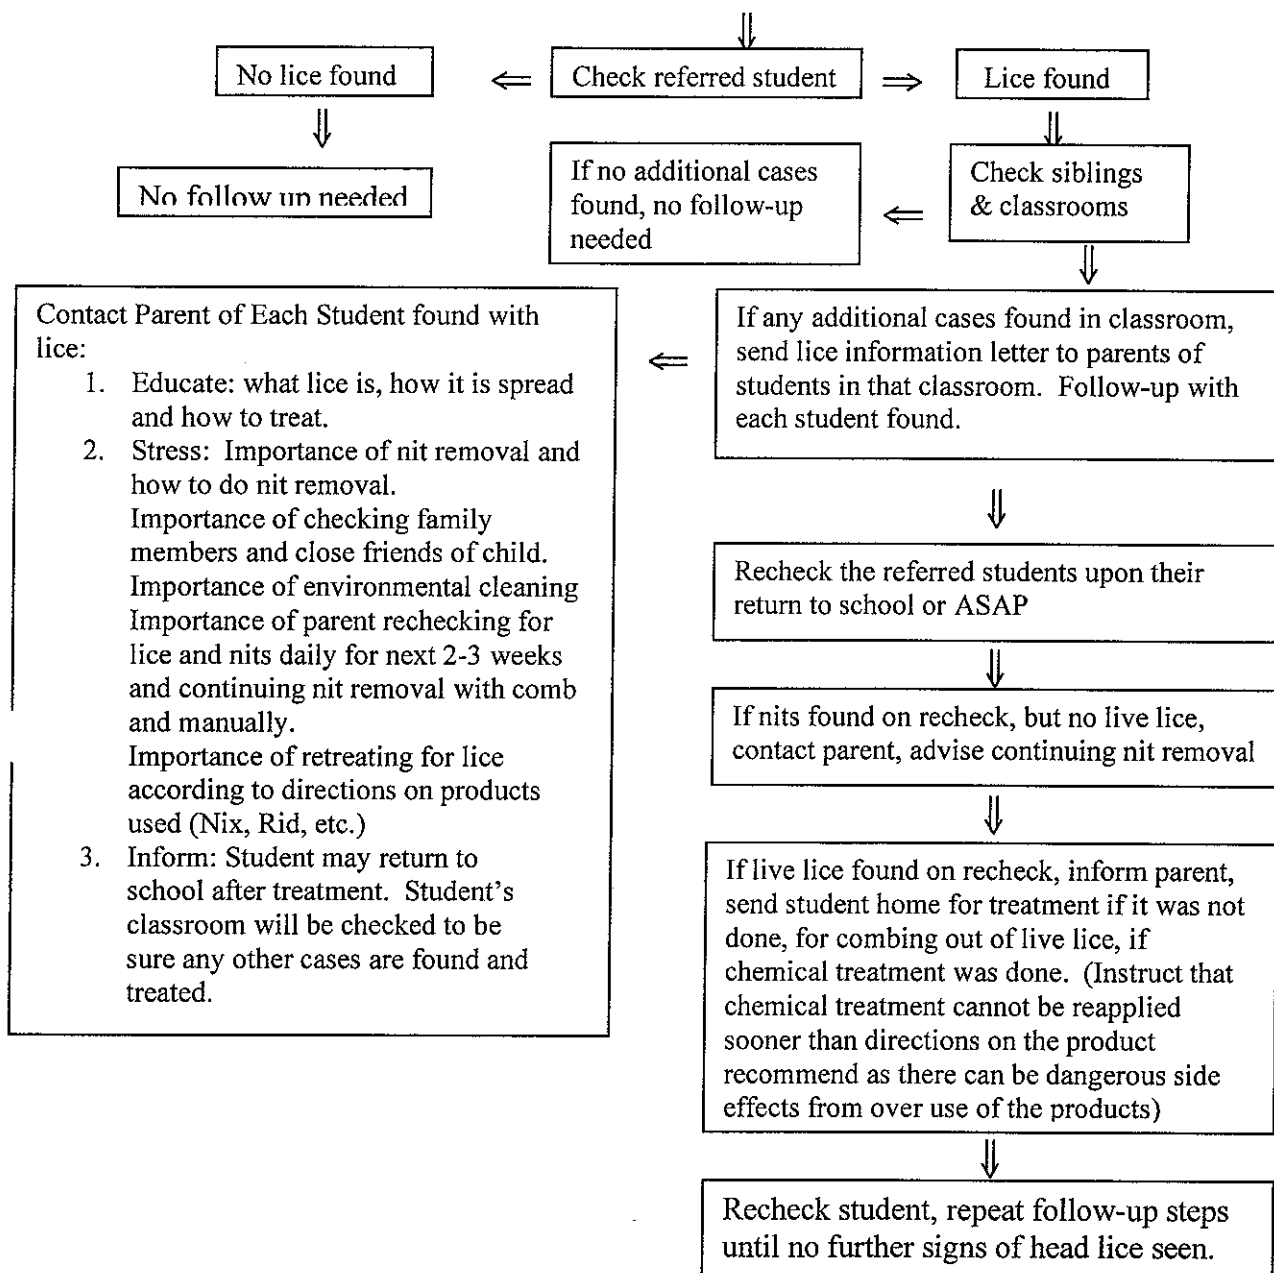 No lice found
Check referred student
Lice found
No follow up needed
If no additional cases
found, no follow-up
needed
Check siblings
& classrooms
Contact Parent of Each Student found with
lice:
1. Educate: what lice is, how it is spread
and how to treat.
2. Stress: Importance of nit removal and
how to do nit removal.
Importance of checking family
members and close friends of child.
Importance of environmental cleaning
Importance of parent rechecking for
lice and nits daily for next 2-3 weeks
and continuing nit removal with comb
and manually.
Importance of retreating for lice
according to directions on products
used (Nix, Rid, etc.)
3. Inform: Student may return to
school after treatment. Student's
classroom will be checked to be
sure any other cases are found and
treated.
If any additional cases found in classroom,
send lice information letter to parents of
students in that classroom. Follow-up with
each student found.
Recheck the referred students upon their
return to school or ASAP
If nits found on recheck, but no live lice,
contact parent, advise continuing nit removal
If live lice found on recheck, inform parent,
send student home for treatment if it was not
done, for combing out of live lice, if
chemical treatment was done. (Instruct that
chemical treatment cannot be reapplied
sooner than directions on the product
recommend as there can be dangerous side
effects from over use of the products)
Recheck student, repeat follow-up steps
until no further signs of head lice seen.